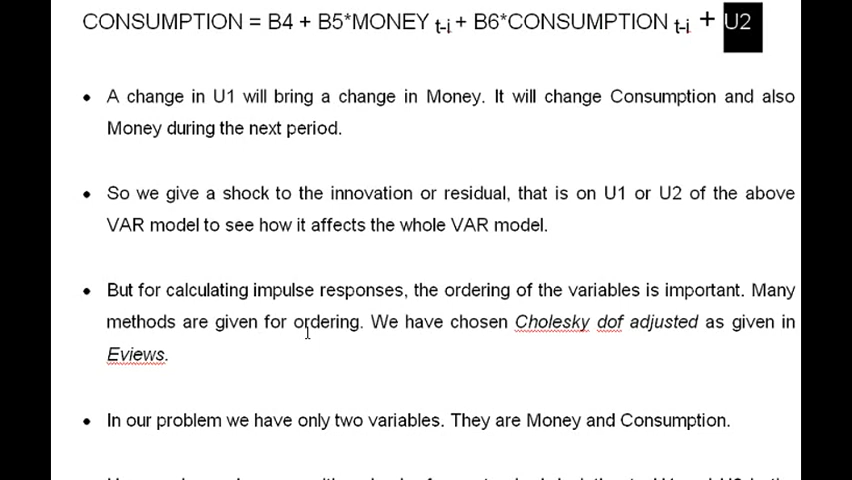 CONSUMPTION = B4 + B5*MONEY t-i + B6*CONSUMPTION t-i + U2
• A change in U1 will bring a change in Money. It will change Consumption and also
Money during the next period.
• So we give a shock to the innovation or residual, that is on U1 or U2 of the above
VAR model to see how it affects the whole VAR model.
• But for calculating impulse responses, the ordering of the variables is important. Many
methods are given for ordering. We have chosen Cholesky dof adjusted as given in
Eviews.
• In our problem we have only two variables. They are Money and Consumption.